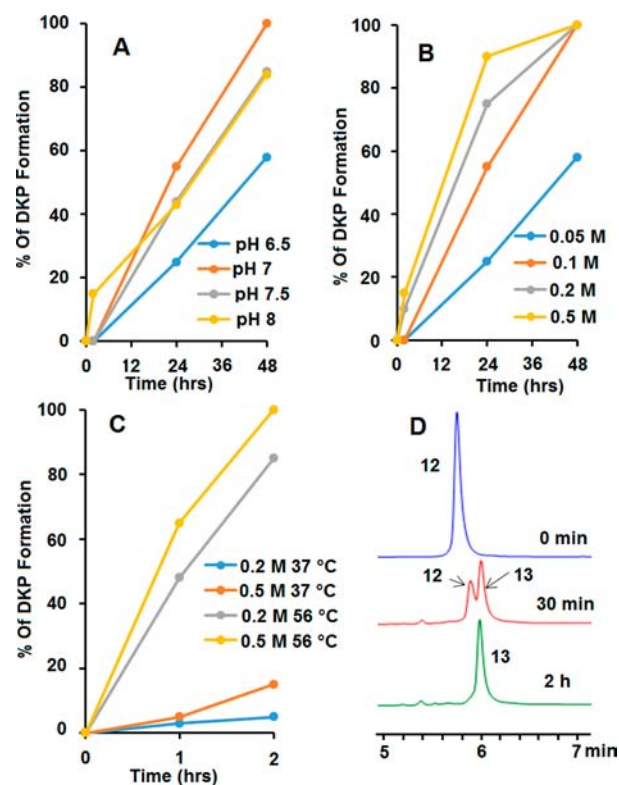 A
% Of DKP Formation
100
80
60
40
20
0
pH 6.5
pH 7
pH 7.5
pH 8
0 12 24 36 48
Time (hrs)
B
% Of DKP Formation
100
80
60
40
20
0
0.05 M
0.1 M
0.2 M
0.5 M
0 12 24 36 48
Time (hrs)
C
% Of DKP Formation
100
80
60
40
20
0
0.2 M 37 °C
0.5 M 37 °C
0.2 M 56 °C
0.5 M 56 °C
0 1 2
Time (hrs)
D
12
0 min
12 13
30 min
13
2 h
5 6 7 min